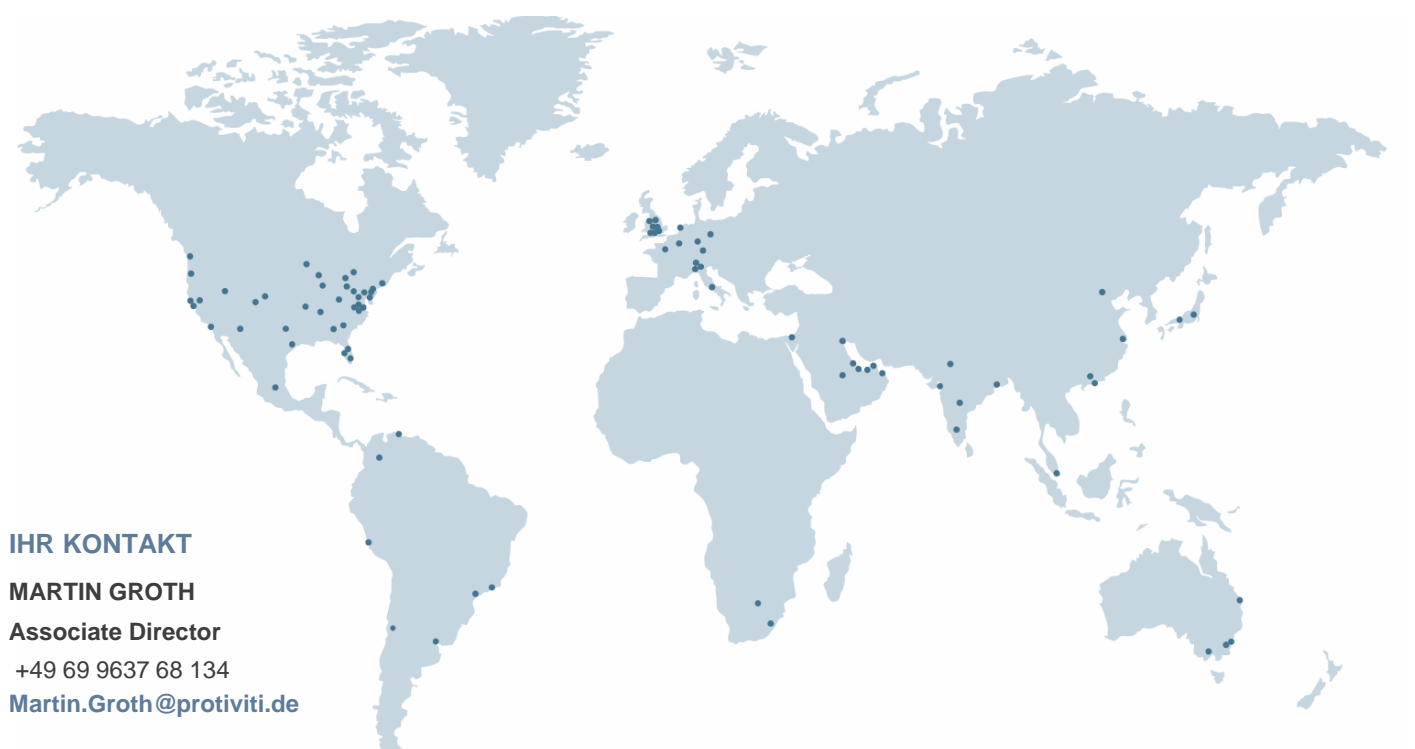 IHR KONTAKT
MARTIN GROTH
Associate Director
+49 69 9637 68 134
Martin.Groth@protiviti.de